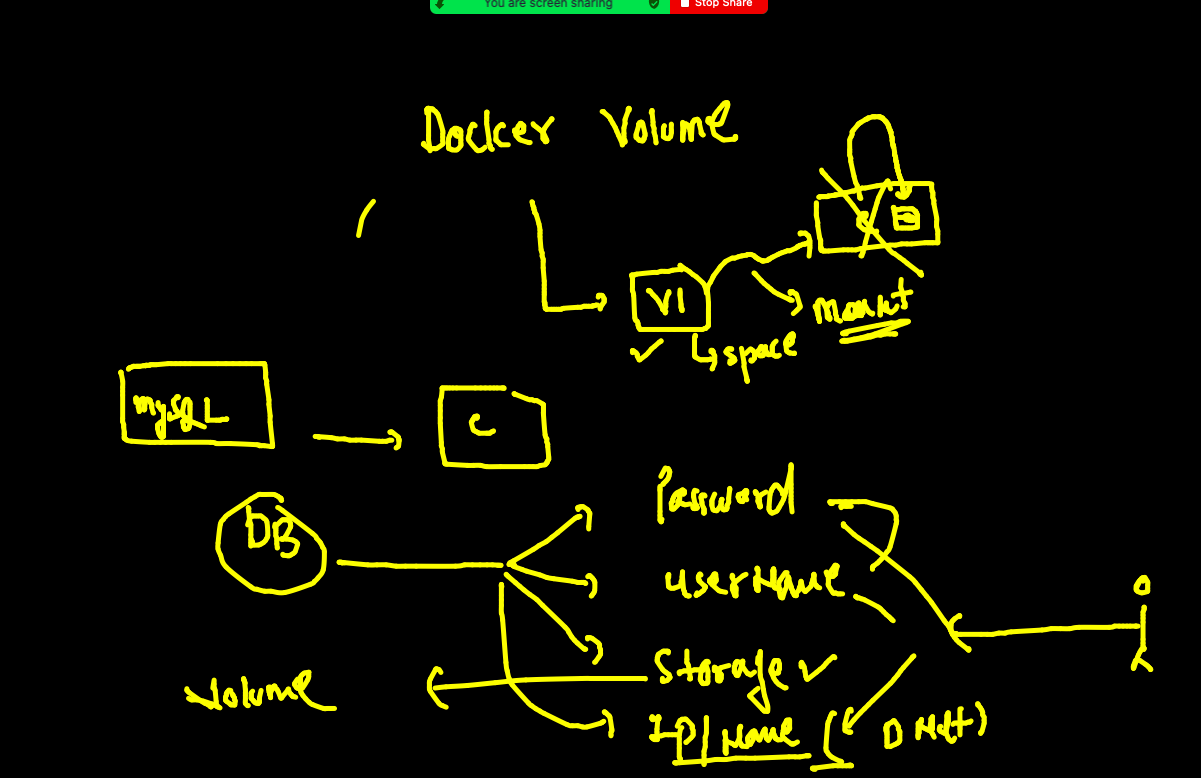 You are screen sharing Stop Share
Docker Volume
V1
mount
space
mysqL
C
Password
DB
userName
Storage
Volume
IP/Name